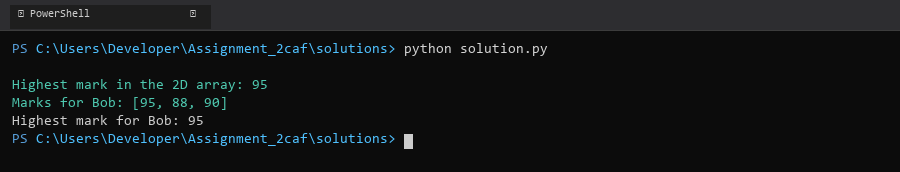 PowerShell
PS C:\Users\Developer\Assignment_2caf\solutions> python solution.py
Highest mark in the 2D array: 95
Marks for Bob: [95, 88, 90]
Highest mark for Bob: 95
PS C:\Users\Developer\Assignment_2caf\solutions>